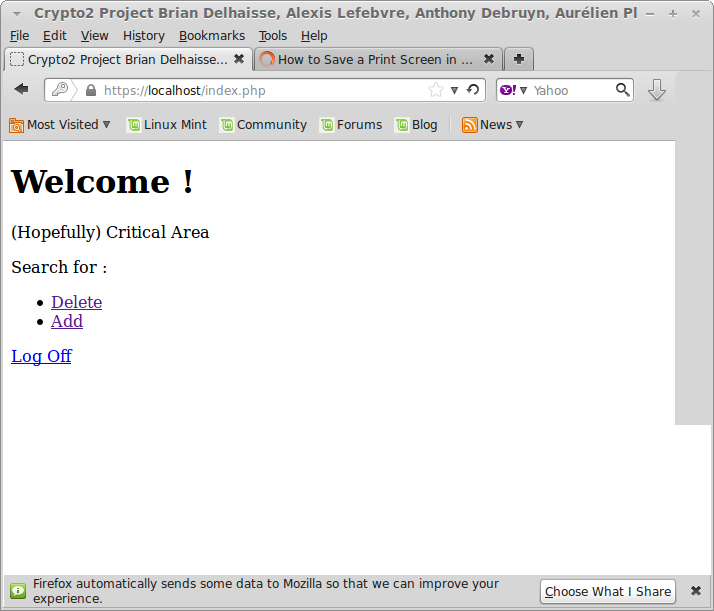 Crypto2 Project Brian Delhaisse, Alexis Lefebvre, Anthony Debruyn, Aurélien Pl
File Edit View History Bookmarks Tools Help
Crypto2 Project Brian Delhaisse... How to Save a Print Screen in ...
https://localhost/index.php Yahoo
Most Visited Linux Mint Community Forums Blog News
Welcome !
(Hopefully) Critical Area
Search for :
Delete
Add
Log Off
Firefox automatically sends some data to Mozilla so that we can improve your
experience.
Choose What I Share